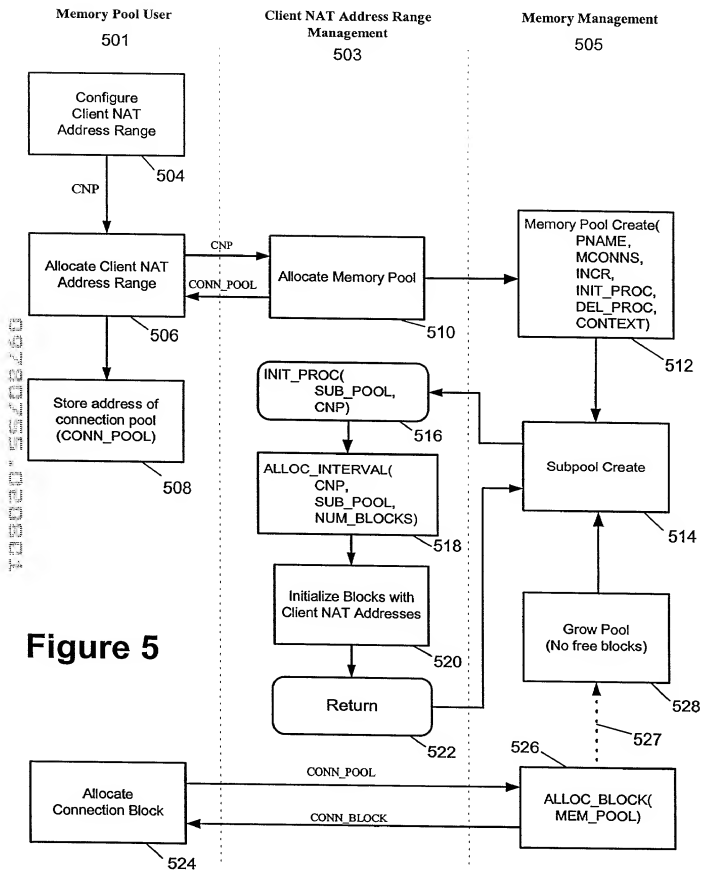 Memory Pool User
501
Client NAT Address Range
Management
503
Memory Management
505
Configure
Client NAT
Address Range
504
CNP
Allocate Client NAT
Address Range
506
CNP
CONN_POOL
Allocate Memory Pool
510
Memory Pool Create(
PNAME,
MCONNS,
INCR,
INIT_PROC,
DEL_PROC,
CONTEXT)
512
Store address of
connection pool
(CONN_POOL)
508
INIT_PROC(
SUB_POOL,
CNP)
516
Subpool Create
514
ALLOC_INTERVAL(
CNP,
SUB_POOL,
NUM_BLOCKS)
518
Initialize Blocks with
Client NAT Addresses
520
Grow Pool
(No free blocks)
528
Figure 5
Return
522
527
526
Allocate
Connection Block
524
CONN_POOL
CONN_BLOCK
ALLOC_BLOCK(
MEM_POOL)